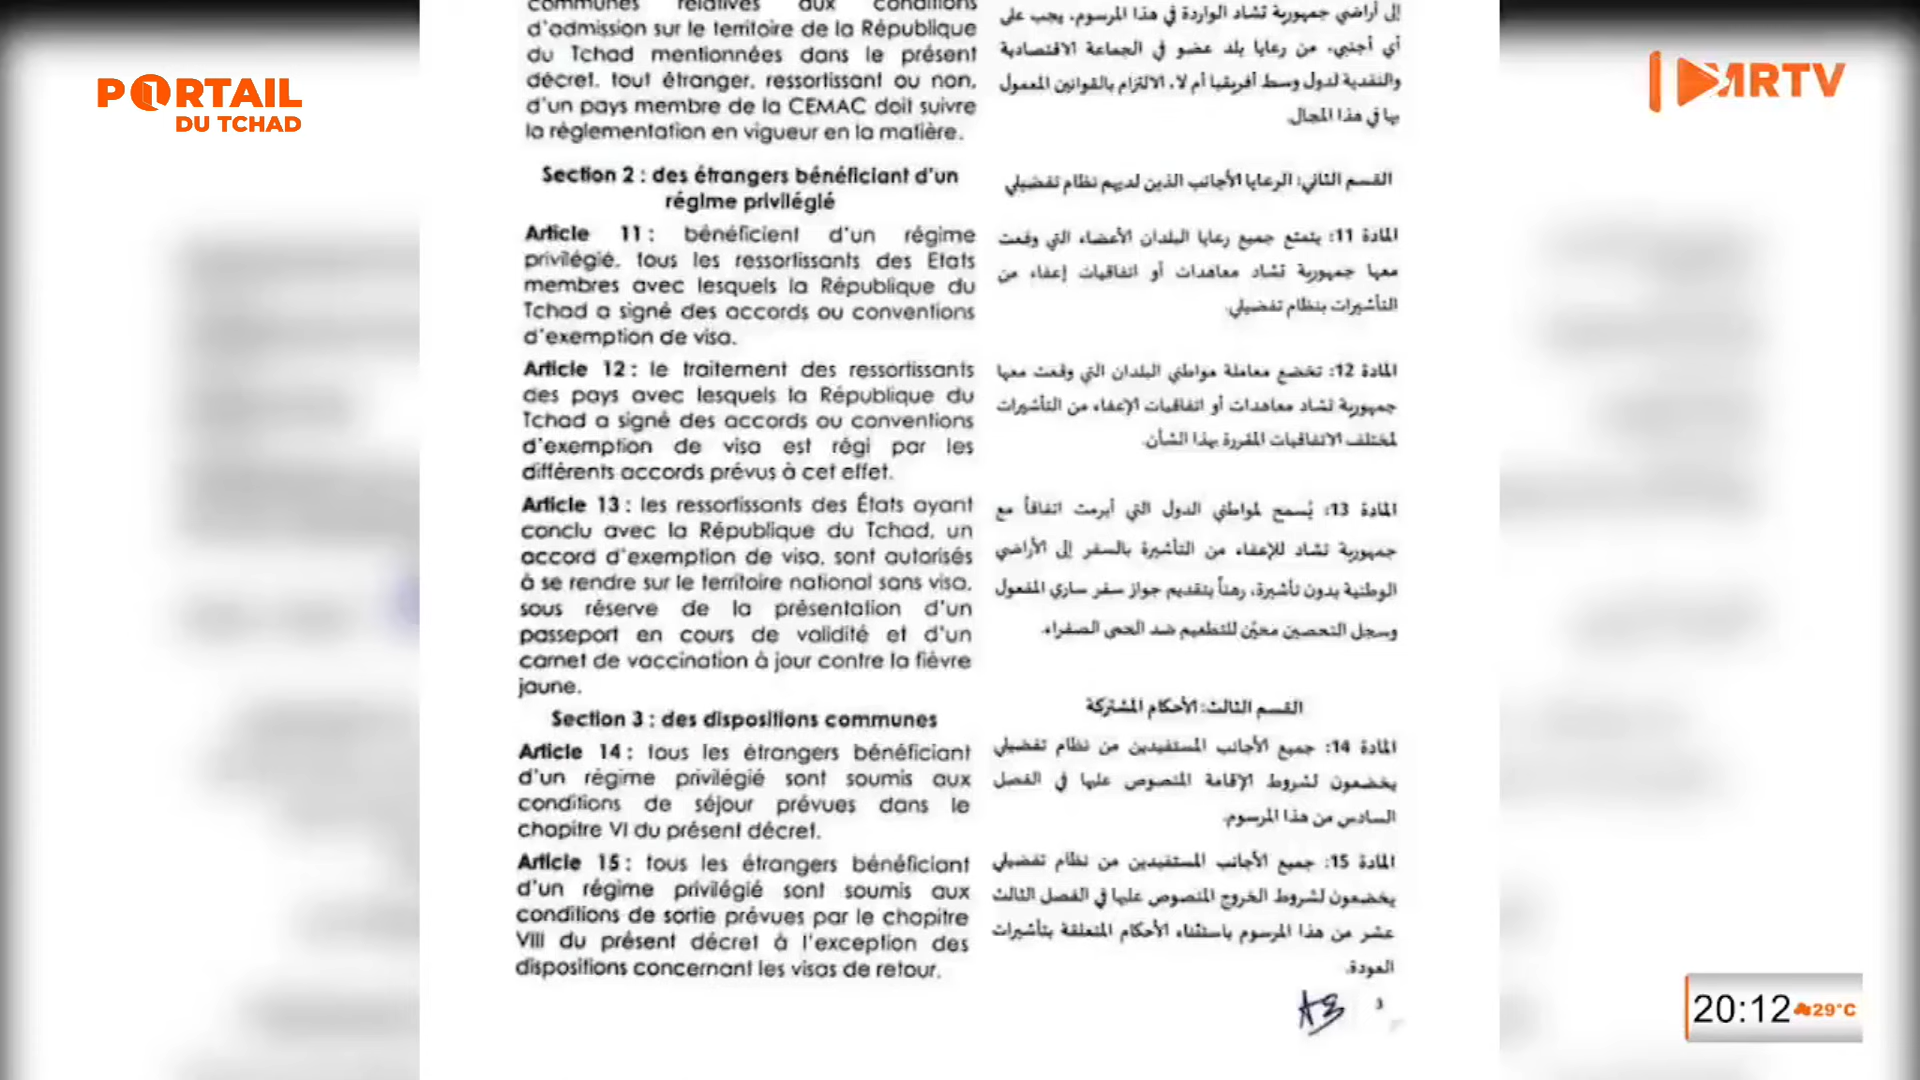 PORTAIL
DU TCHAD
MRTV
communes relatives aux conditions
d'admission sur le territoire de la République
du Tchad mentionnées dans le présent
décret, tout étranger, ressortissant ou non,
d'un pays membre de la CEMAC doit suivre
la réglementation en vigueur en la matière.
Section 2 : des étrangers bénéficiant d'un
régime privilégié
Article 11 : bénéficient d'un régime
privilégié, tous les ressortissants des Etats
membres avec lesquels la République du
Tchad a signé des accords ou conventions
d'exemption de visa.
Article 12 : le traitement des ressortissants
des pays avec lesquels la République du
Tchad a signé des accords ou conventions
d'exemption de visa est régi par les
différents accords prévus à cet effet.
Article 13 : les ressortissants des États ayant
conclu avec la République du Tchad, un
accord d'exemption de visa, sont autorisés
à se rendre sur le territoire national sans visa,
sous réserve de la présentation d'un
passeport en cours de validité et d'un
carnet de vaccination à jour contre la fièvre
jaune.
Section 3 : des dispositions communes
Article 14 : tous les étrangers bénéficiant
d'un régime privilégié sont soumis aux
conditions de séjour prévues dans le
chapitre VI du présent décret.
Article 15 : tous les étrangers bénéficiant
d'un régime privilégié sont soumis aux
conditions de sortie prévues par le chapitre
VIII du présent décret à l'exception des
dispositions concernant les visas de retour.
إلى أراضي جمهورية تشاد الواردة في هذا المرسوم، يجب على
أي أجنبي، من رعايا بلد عضو في الجماعة الاقتصادية
والنقدية لدول وسط أفريقيا أم لا، الالتزام بالقوانين المعمول
بها في هذا المجال.
القسم الثاني: الرعايا الأجانب الذين لديهم نظام تفضيلي
المادة 11: يتمتع جميع رعايا البلدان الأعضاء التي وقعت
معها جمهورية تشاد معاهدات أو اتفاقيات إعفاء من
التأشيرات بنظام تفضيلي.
المادة 12: تخضع معاملة مواطني البلدان التي وقعت معها
جمهورية تشاد معاهدات أو اتفاقيات الإعفاء من التأشيرات
لمختلف الاتفاقيات المقررة بهذا الشأن.
المادة 13: يُسمح لمواطني الدول التي أبرمت اتفاقاً مع
جمهورية تشاد للإعفاء من التأشيرة بالسفر إلى الأراضي
الوطنية بدون تأشيرة، رهناً بتقديم جواز سفر ساري المفعول
وسجل التحصين محيّن للتطعيم ضد الحمى الصفراء.
القسم الثالث: الأحكام المشتركة
المادة 14: جميع الأجانب المستفيدين من نظام تفضيلي
يخضعون لشروط الإقامة المنصوص عليها في الفصل
السادس من هذا المرسوم.
المادة 15: جميع الأجانب المستفيدين من نظام تفضيلي
يخضعون لشروط الخروج المنصوص عليها في الفصل الثالث
عشر من هذا المرسوم باستثناء الأحكام المتعلقة بتأشيرات
العودة.
3
20:12 29°C